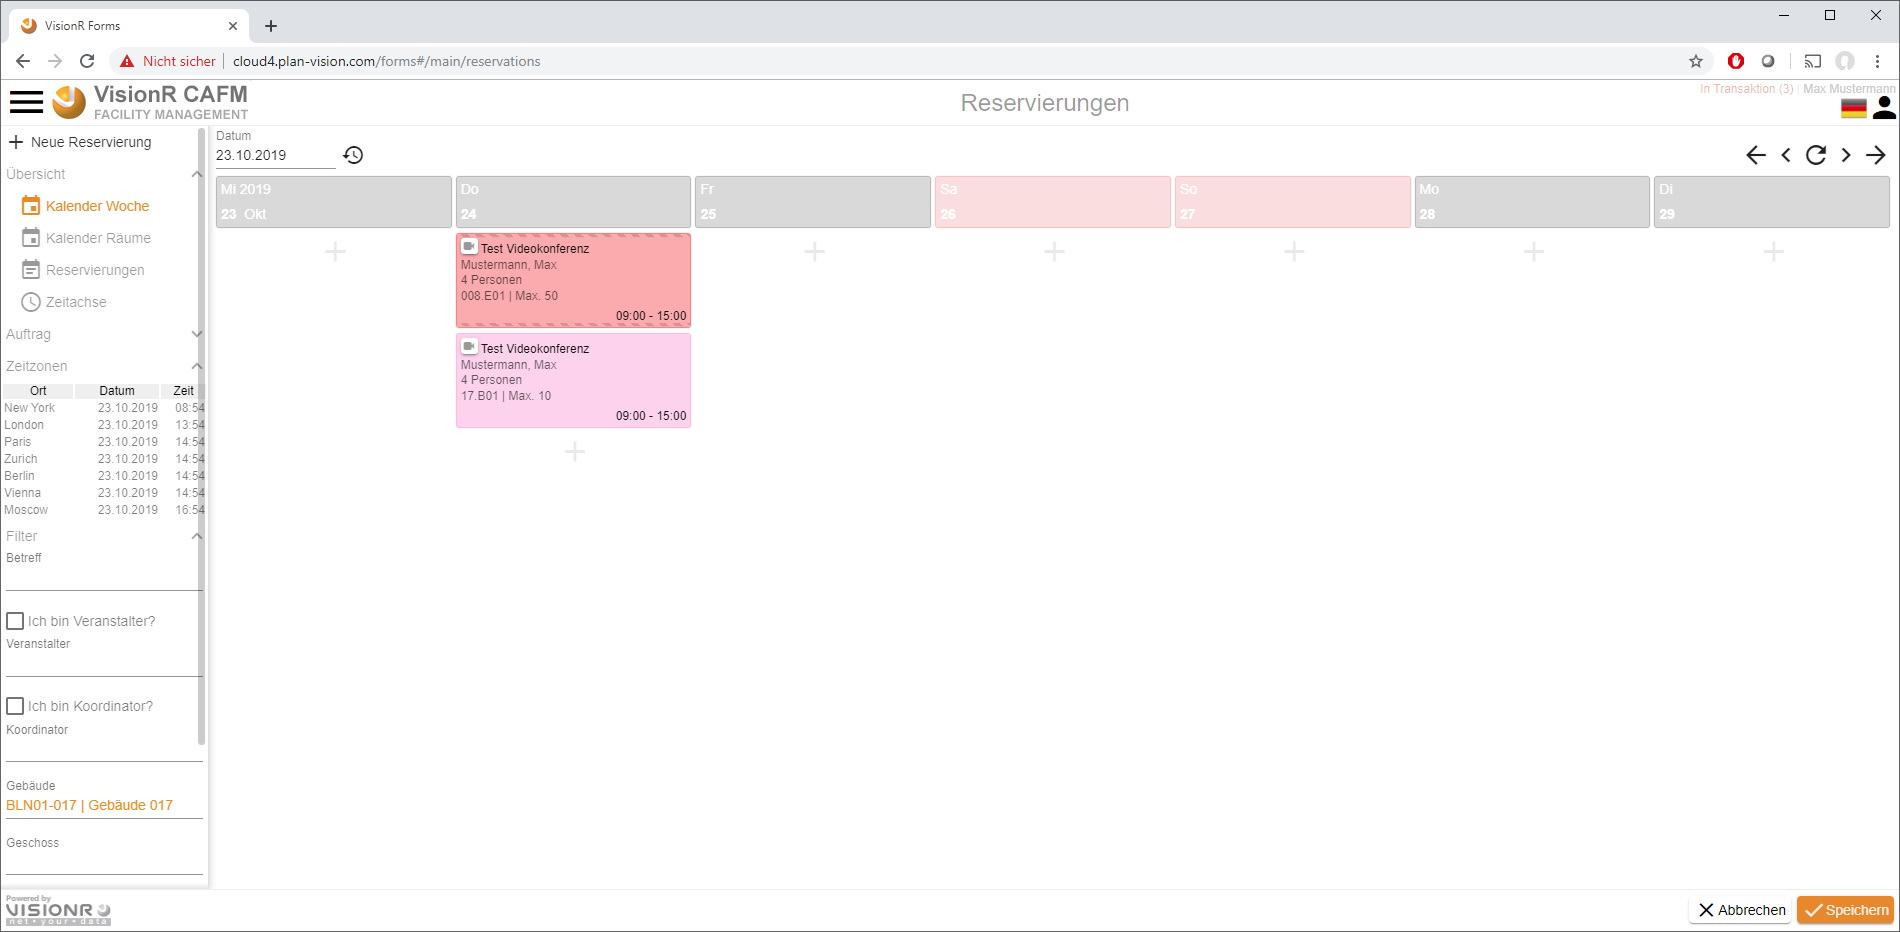 VisionR Forms
Nicht sicher
cloud4.plan-vision.com/forms#/main/reservations
VisionR CAFM
FACILITY MANAGEMENT
Reservierungen
In Transaktion (3) | Max Mustermann
Neue Reservierung
Übersicht
Kalender Woche
Kalender Räume
Reservierungen
Zeitachse
Auftrag
Zeitzonen
Ort Datum Zeit
New York 23.10.2019 08:54
London 23.10.2019 13:54
Paris 23.10.2019 14:54
Zurich 23.10.2019 14:54
Berlin 23.10.2019 14:54
Vienna 23.10.2019 14:54
Moscow 23.10.2019 16:54
Filter
Betreff
Ich bin Veranstalter?
Veranstalter
Ich bin Koordinator?
Koordinator
Gebäude
BLN01-017 | Gebäude 017
Geschoss
Datum
23.10.2019
Mi 2019
23 Okt
Do
24
Fr
25
Sa
26
So
27
Mo
28
Di
29
Test Videokonferenz
Mustermann, Max
4 Personen
008.E01 | Max. 50
09:00 - 15:00
Test Videokonferenz
Mustermann, Max
4 Personen
17.B01 | Max. 10
09:00 - 15:00
Powered by
VISIONR
net•your•data
Abbrechen
Speichern